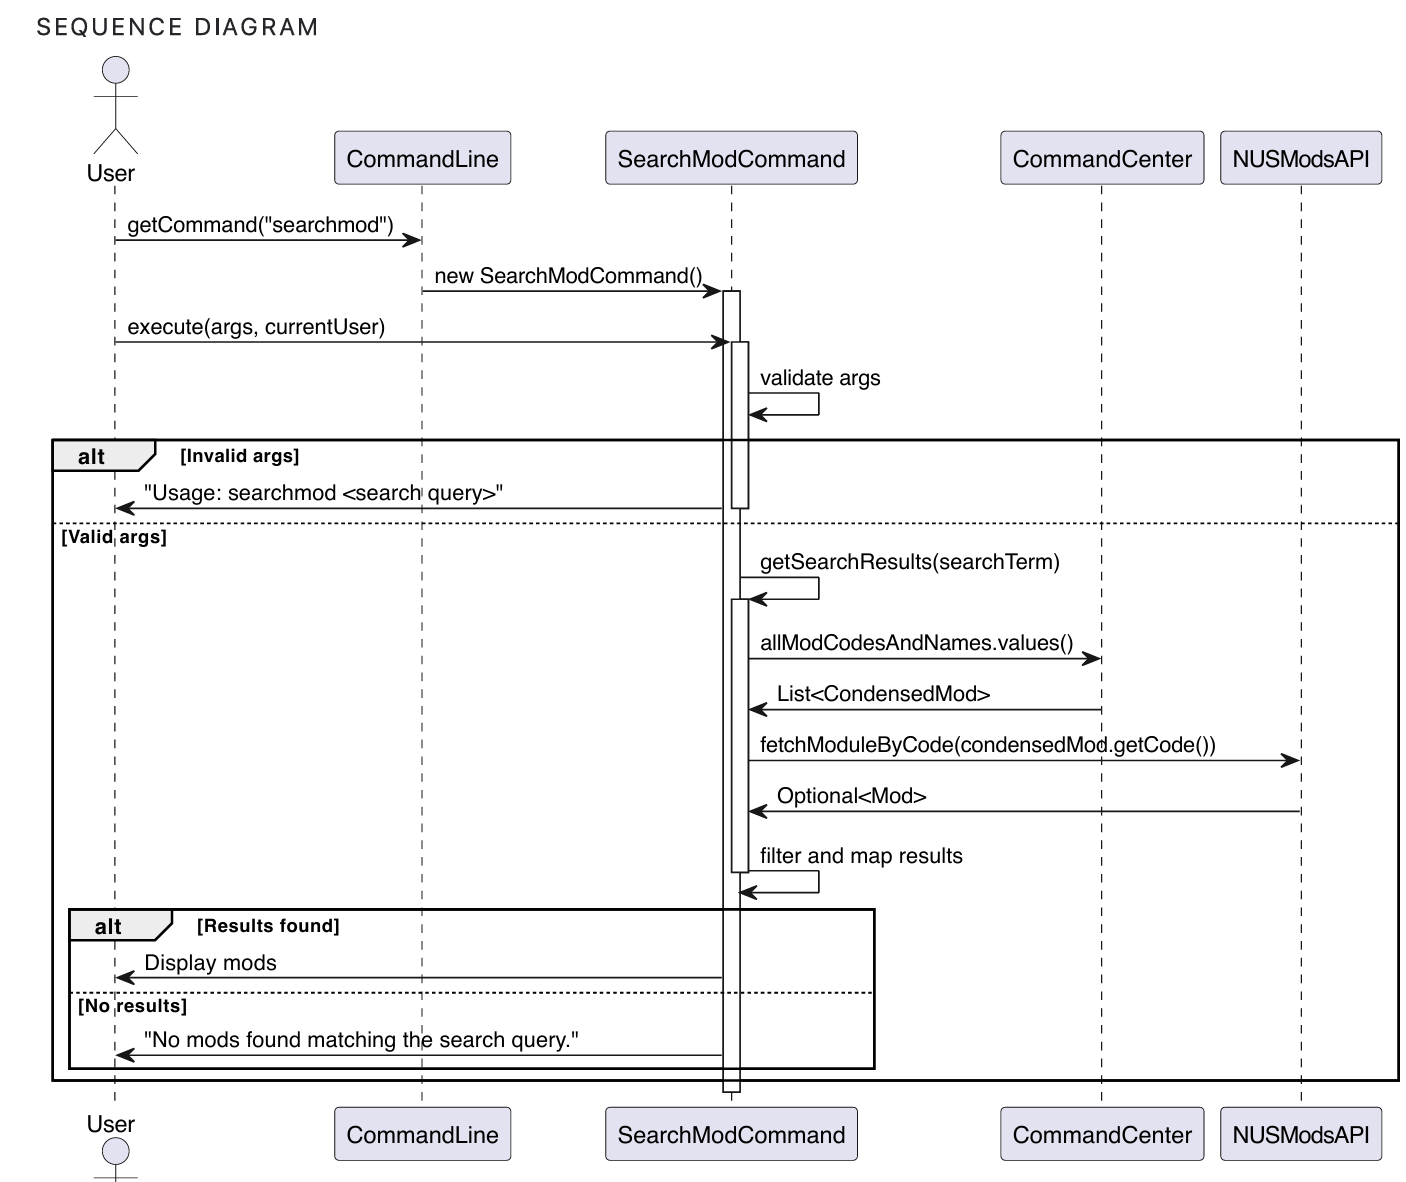 SEQUENCE DIAGRAM
User
CommandLine
SearchModCommand
CommandCenter
NUSModsAPI
getCommand("searchmod")
new SearchModCommand()
execute(args, currentUser)
validate args
alt
[Invalid args]
"Usage: searchmod <search query>"
[Valid args]
getSearchResults(searchTerm)
allModCodesAndNames.values()
List<CondensedMod>
fetchModuleByCode(condensedMod.getCode())
Optional<Mod>
filter and map results
alt
[Results found]
Display mods
[No results]
"No mods found matching the search query."
User
CommandLine
SearchModCommand
CommandCenter
NUSModsAPI